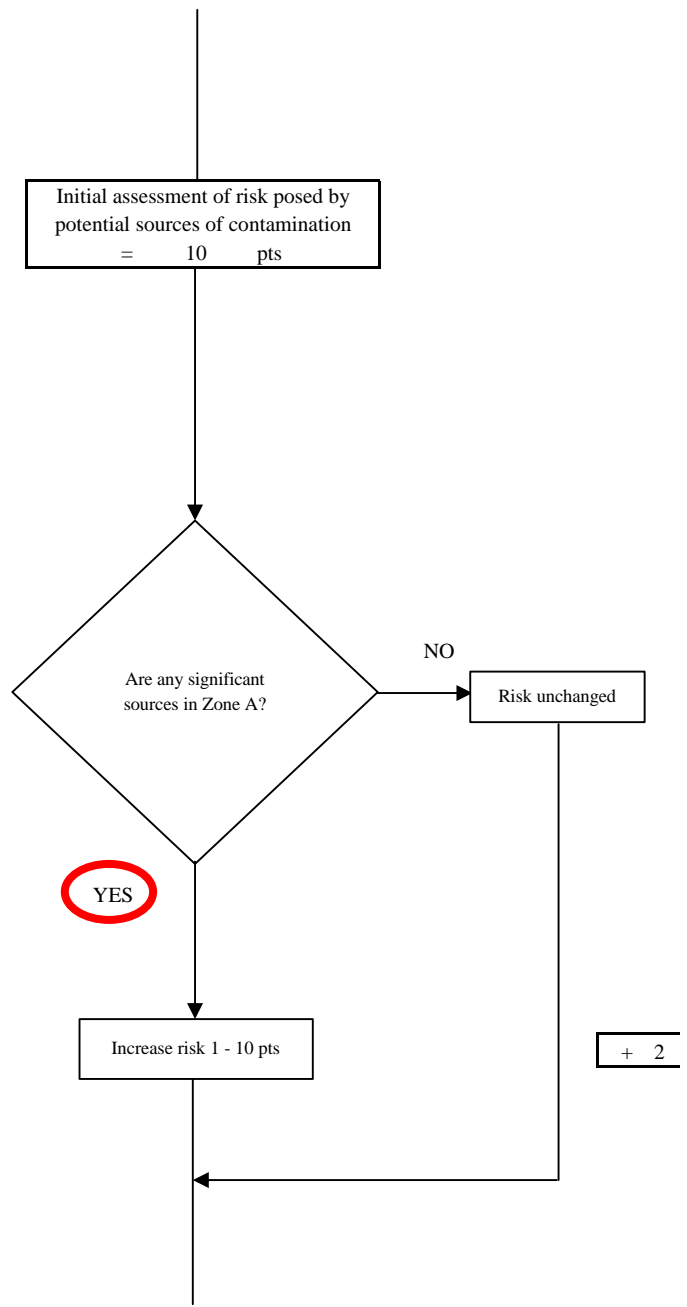 Initial assessment of risk posed by
potential sources of contamination
= 10 pts
Are any significant
sources in Zone A?
NO
Risk unchanged
YES
Increase risk 1 - 10 pts
+ 2